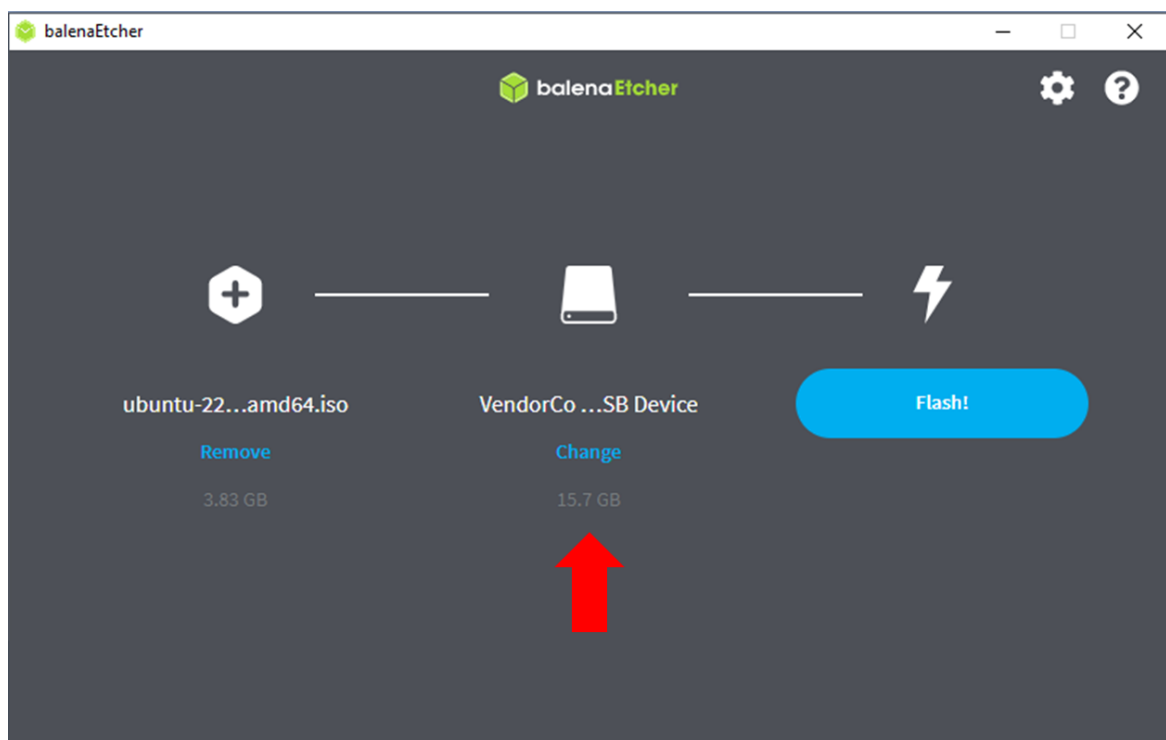 balenaEtcher
balenaEtcher
ubuntu-22...amd64.iso
VendorCo ...SB Device
Flash!
Remove
Change
3.83 GB
15.7 GB